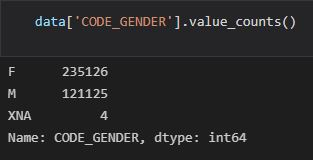 data['CODE_GENDER'].value_counts()
F 235126
M 121125
XNA 4
Name: CODE_GENDER, dtype: int64